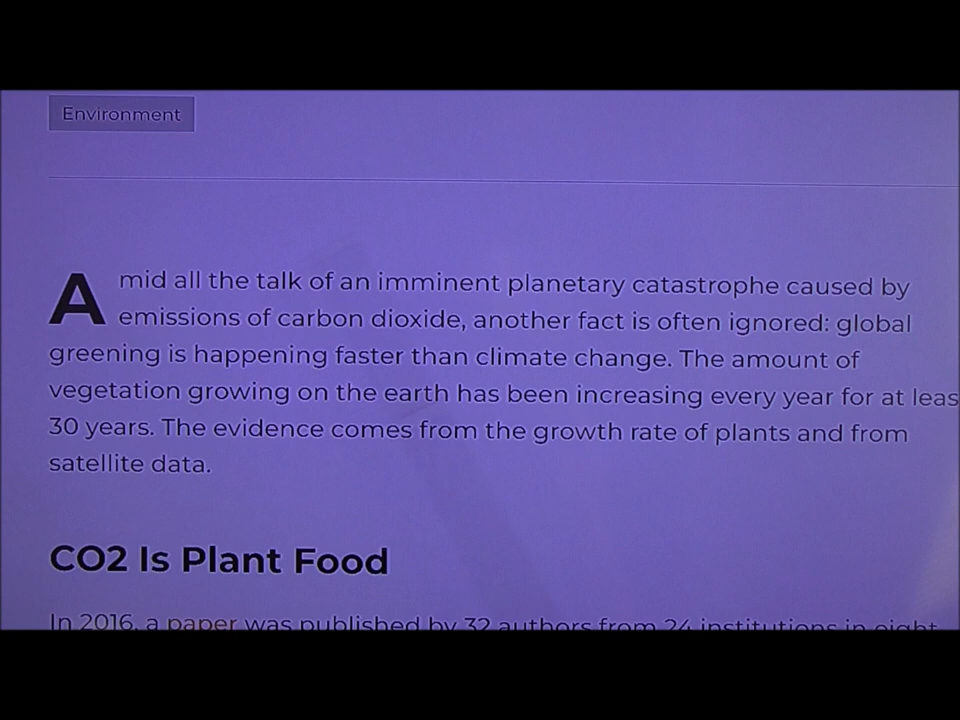 Environment
Amid all the talk of an imminent planetary catastrophe caused by
emissions of carbon dioxide, another fact is often ignored: global
greening is happening faster than climate change. The amount of
vegetation growing on the earth has been increasing every year for at leas
30 years. The evidence comes from the growth rate of plants and from
satellite data.
CO2 Is Plant Food
In 2016, a paper was published by 32 authors from 24 institutions in eight